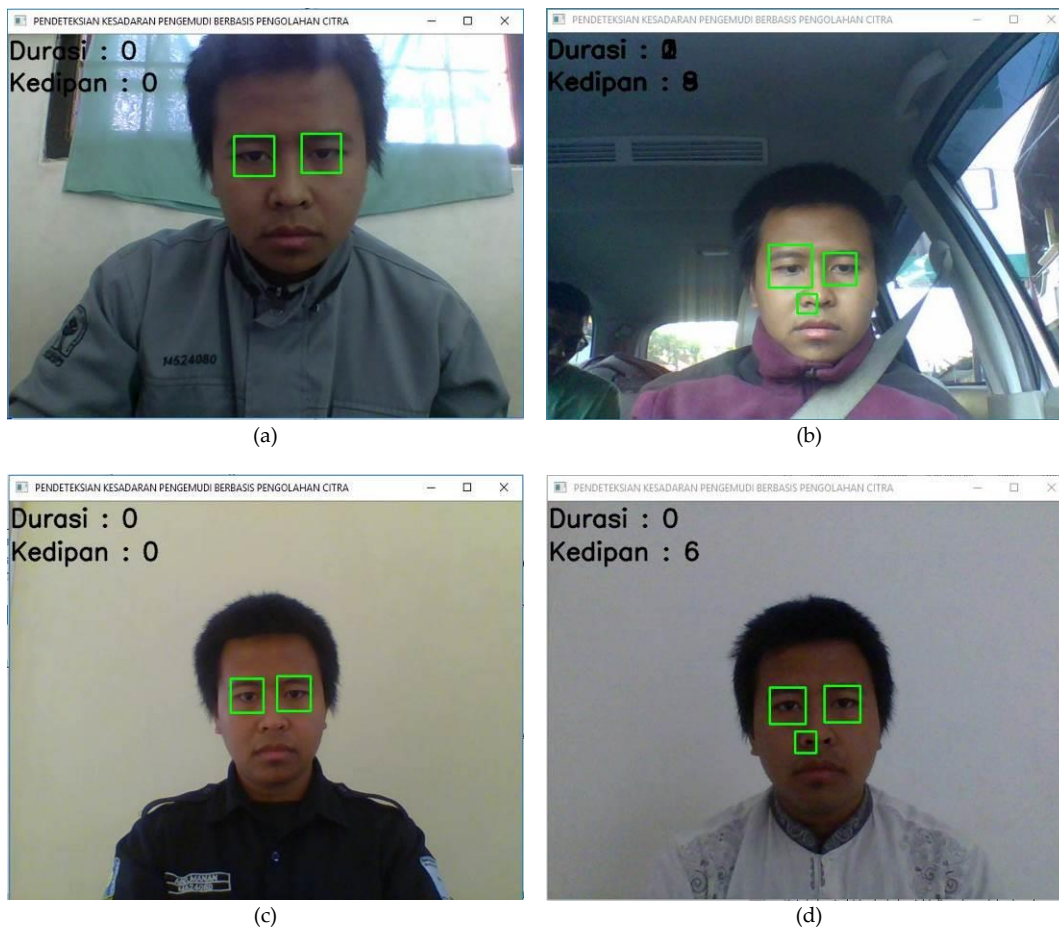 PENDETEKSIAN KESADARAN PENGEMUDI BERBASIS PENGOLAHAN CITRA
Durasi : 0
Kedipan : 0
14524080
(a)
PENDETEKSIAN KESADARAN PENGEMUDI BERBASIS PENGOLAHAN CITRA
Durasi :
Kedipan :
(b)
PENDETEKSIAN KESADARAN PENGEMUDI BERBASIS PENGOLAHAN CITRA
Durasi : 0
Kedipan : 0
(c)
PENDETEKSIAN KESADARAN PENGEMUDI BERBASIS PENGOLAHAN CITRA
Durasi : 0
Kedipan : 6
(d)